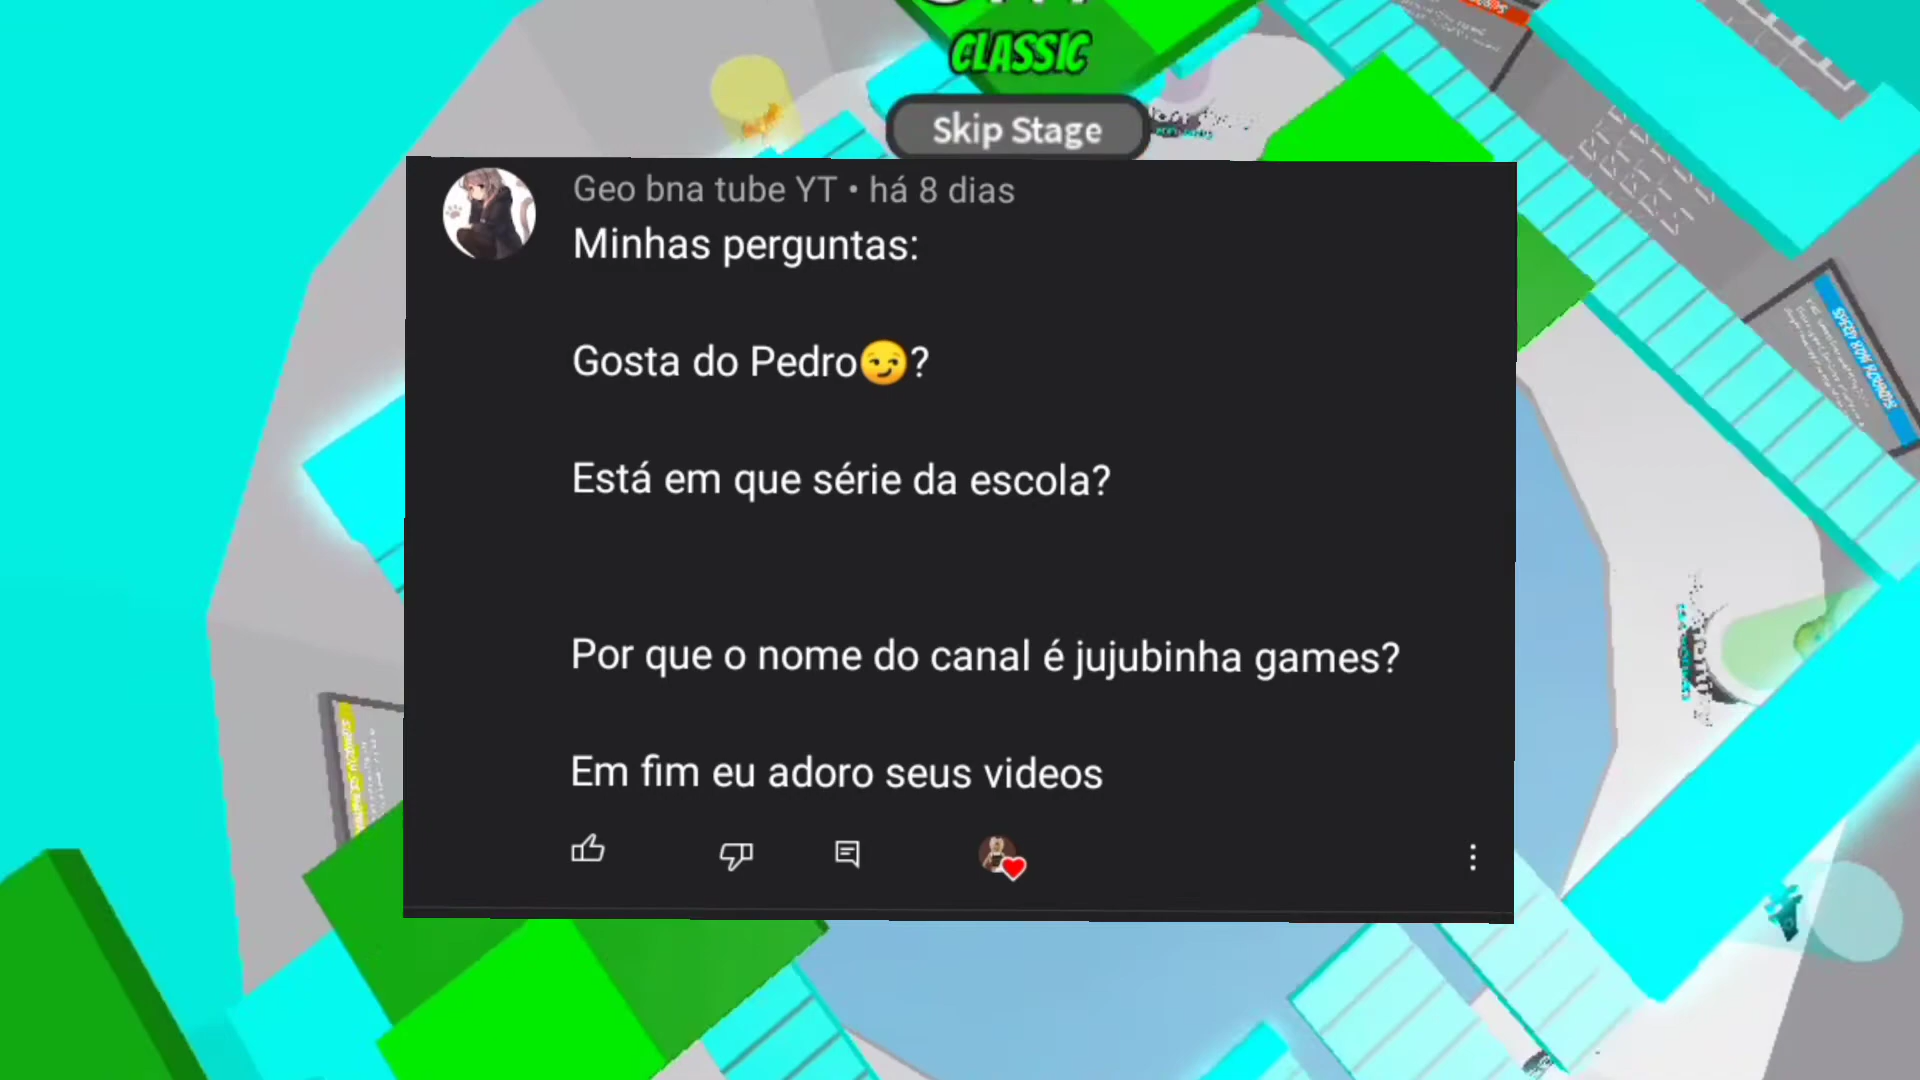 CLASSIC
Skip Stage
Geo bna tube YT • há 8 dias
Minhas perguntas:
Gosta do Pedro😏?
Está em que série da escola?
Por que o nome do canal é jujubinha games?
Em fim eu adoro seus videos